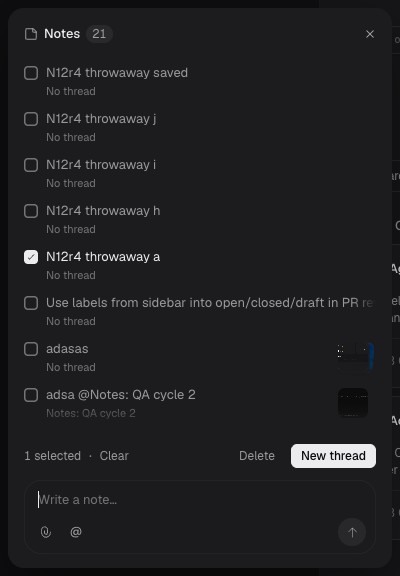 Notes 21
N12r4 throwaway saved
No thread
N12r4 throwaway j
No thread
N12r4 throwaway i
No thread
N12r4 throwaway h
No thread
N12r4 throwaway a
No thread
Use labels from sidebar into open/closed/draft in PR re
No thread
adasas
No thread
adsa @Notes: QA cycle 2
Notes: QA cycle 2
1 selected · Clear
Delete
New thread
Write a note...
@